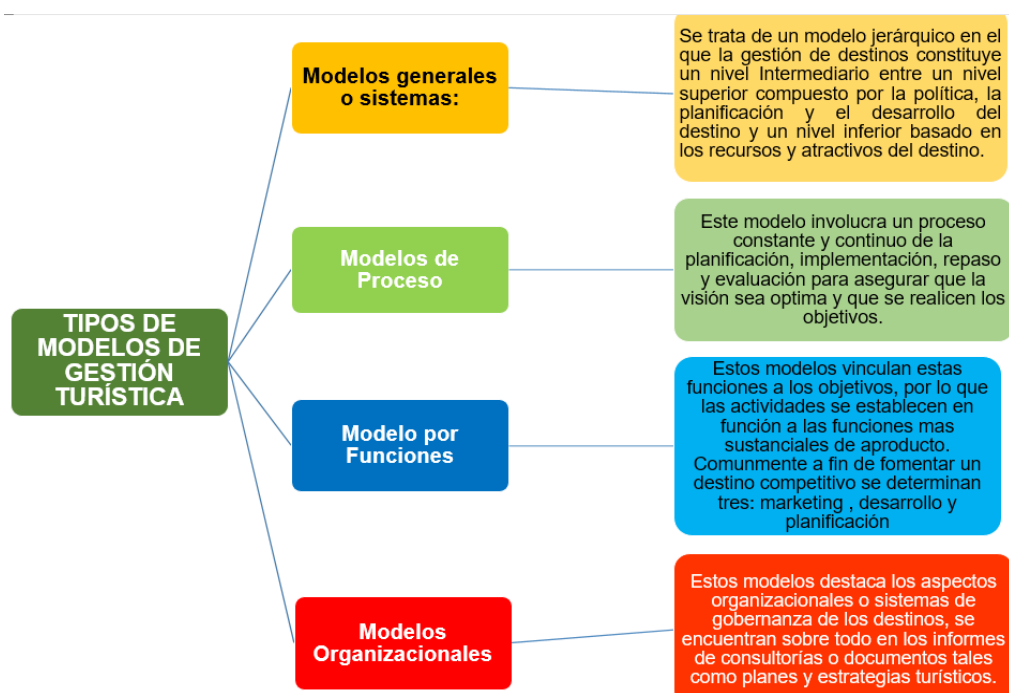 TIPOS DE
MODELOS DE
GESTIÓN
TURÍSTICA
Modelos generales
o sistemas:
Se trata de un modelo jerárquico en el
que la gestión de destinos constituye
un nivel Intermediario entre un nivel
superior compuesto por la política, la
planificación y el desarrollo del
destino y un nivel inferior basado en
los recursos y atractivos del destino.
Modelos de
Proceso
Este modelo involucra un proceso
constante y continuo de la
planificación, implementación, repaso
y evaluación para asegurar que la
visión sea optima y que se realicen los
objetivos.
Modelo por
Funciones
Estos modelos vinculan estas
funciones a los objetivos, por lo que
las actividades se establecen en
función a las funciones mas
sustanciales de aproducto.
Comunmente a fin de fomentar un
destino competitivo se determinan
tres: marketing , desarrollo y
planificación
Modelos
Organizacionales
Estos modelos destaca los aspectos
organizacionales o sistemas de
gobernanza de los destinos, se
encuentran sobre todo en los informes
de consultorías o documentos tales
como planes y estrategias turísticos.